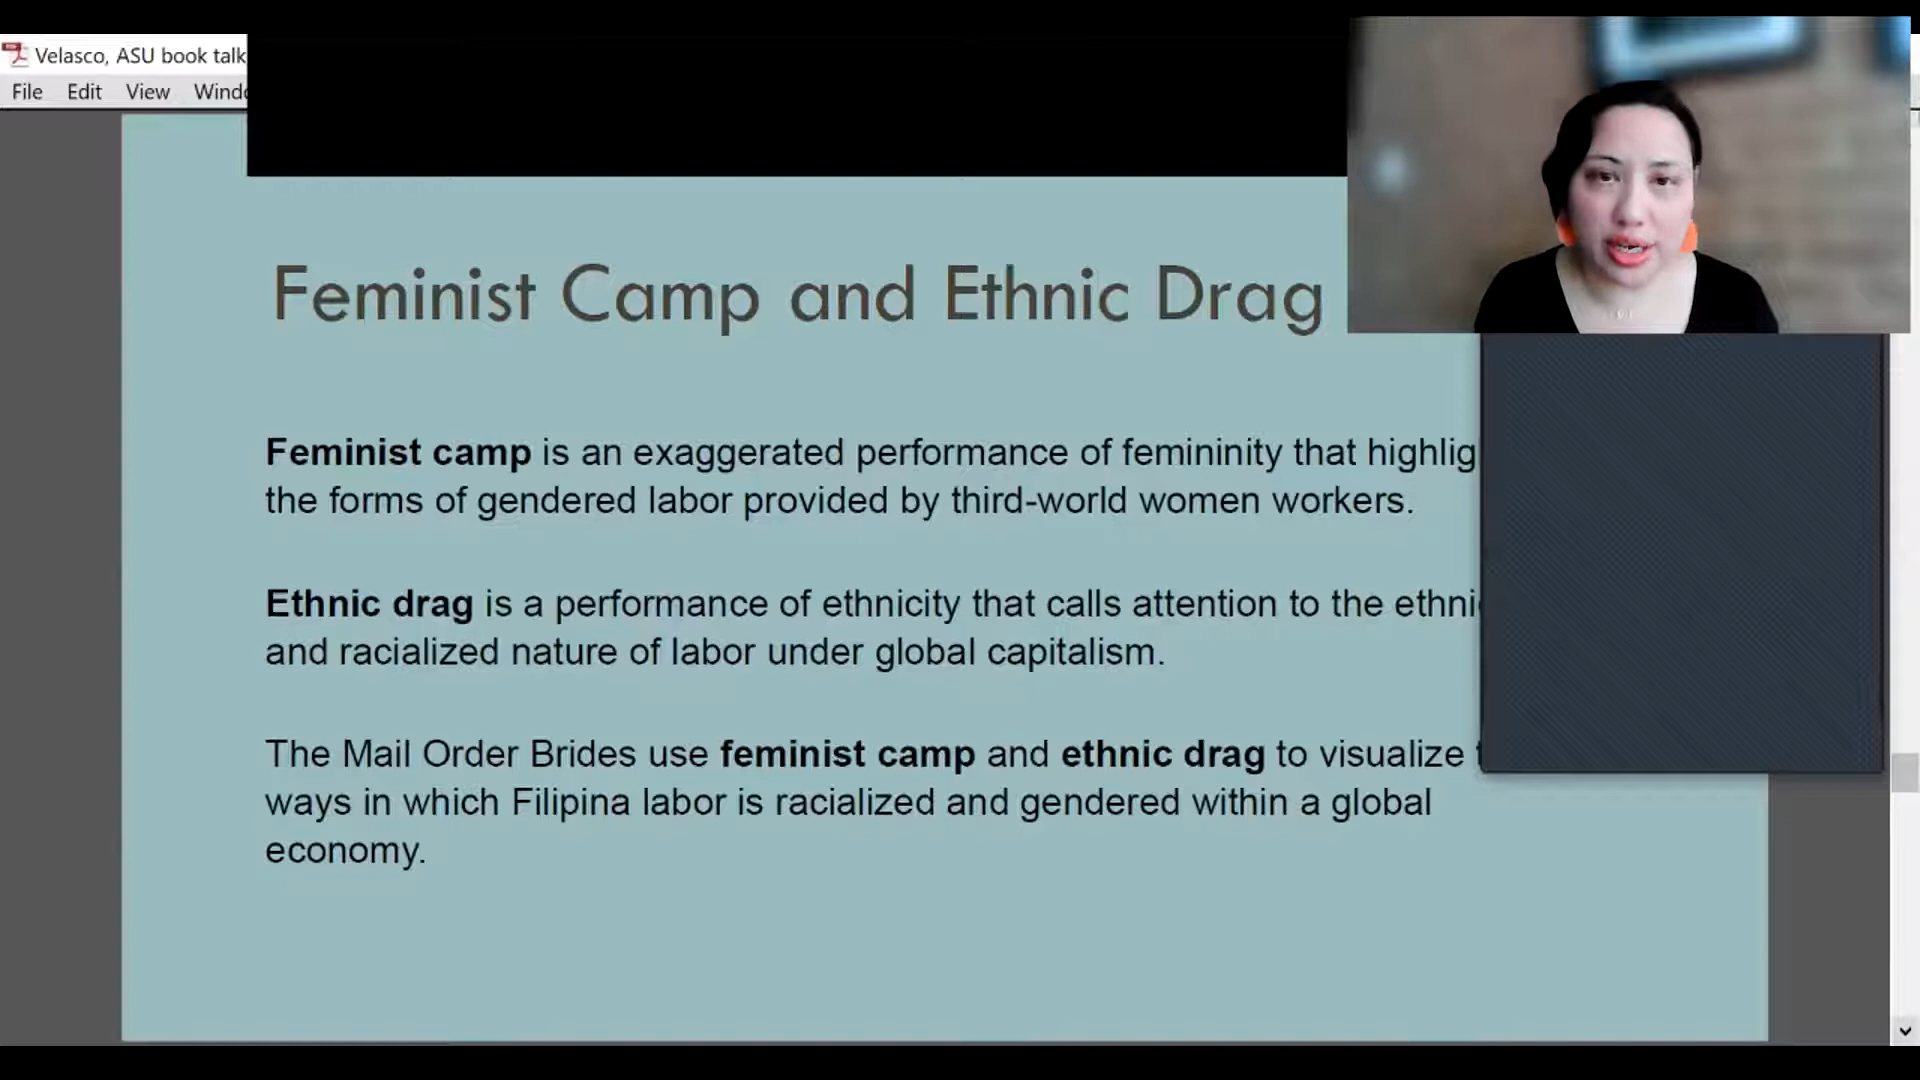 Velasco, ASU book talk
File Edit View
Feminist Camp and Ethnic Drag
Feminist camp is an exaggerated performance of femininity that
the forms of gendered labor provided by third-world women workers.
Ethnic drag is a performance of ethnicity that calls attention to the
and racialized nature of labor under global capitalism.
The Mail Order Brides use feminist camp and ethnic drag to visualize
ways in which Filipina labor is racialized and gendered within a global
economy.